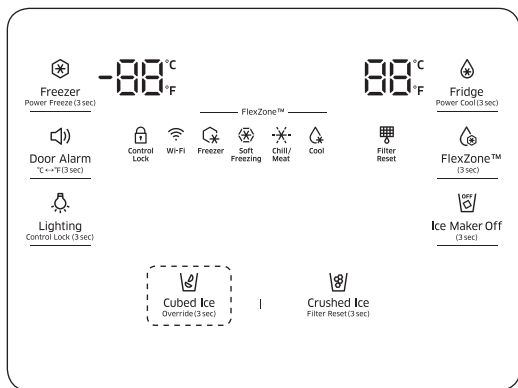 Freezer
Power Freeze (3 sec)
-88 °C °F
88 °C °F
Fridge
Power Cool (3 sec)
FlexZone™
Door Alarm
°C ↔ °F (3 sec)
Control Lock
Wi-Fi
Freezer
Soft Freezing
Chill/ Meat
Cool
Filter Reset
FlexZone™
(3 sec)
Lighting
Control Lock (3 sec)
OFF
Ice Maker Off
(3 sec)
Cubed Ice
Override (3 sec)
|
Crushed Ice
Filter Reset (3 sec)